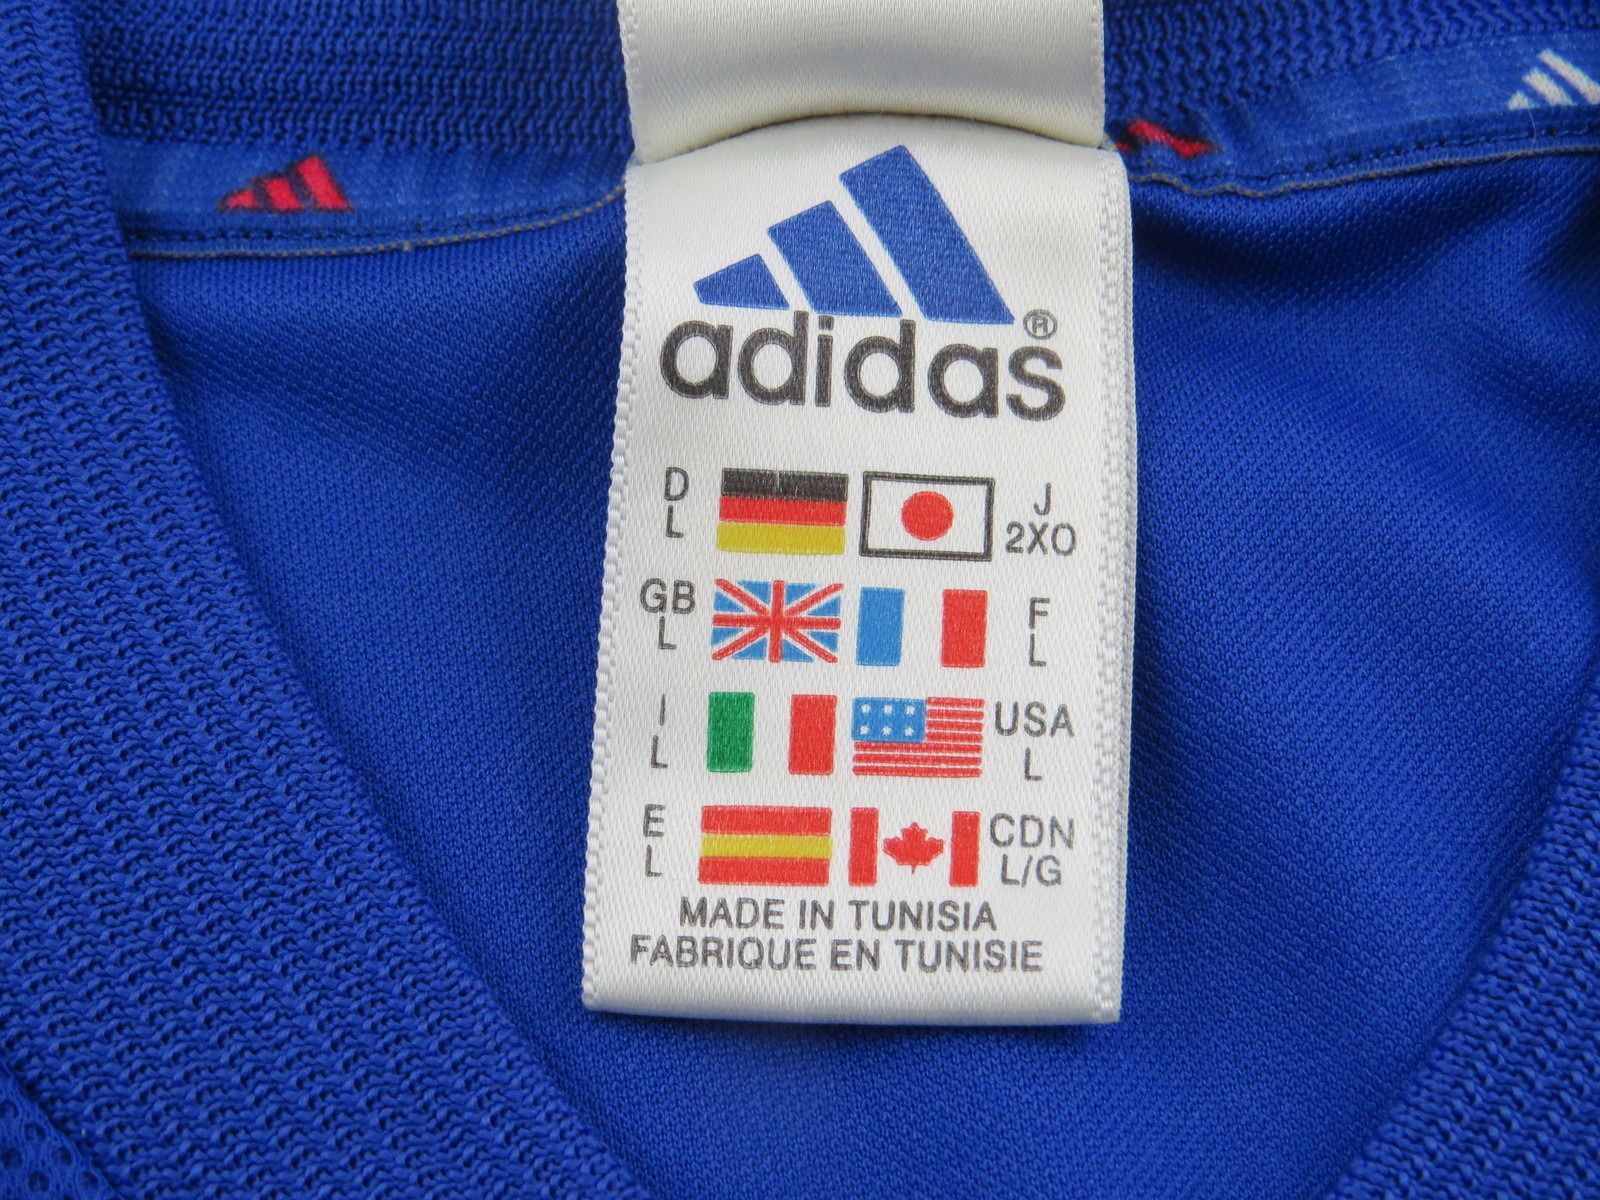 adidas®
D
L
J
2XO
GB
L
F
L
I
L
USA
L
E
L
CDN
L/G
MADE IN TUNISIA
FABRIQUE EN TUNISIE